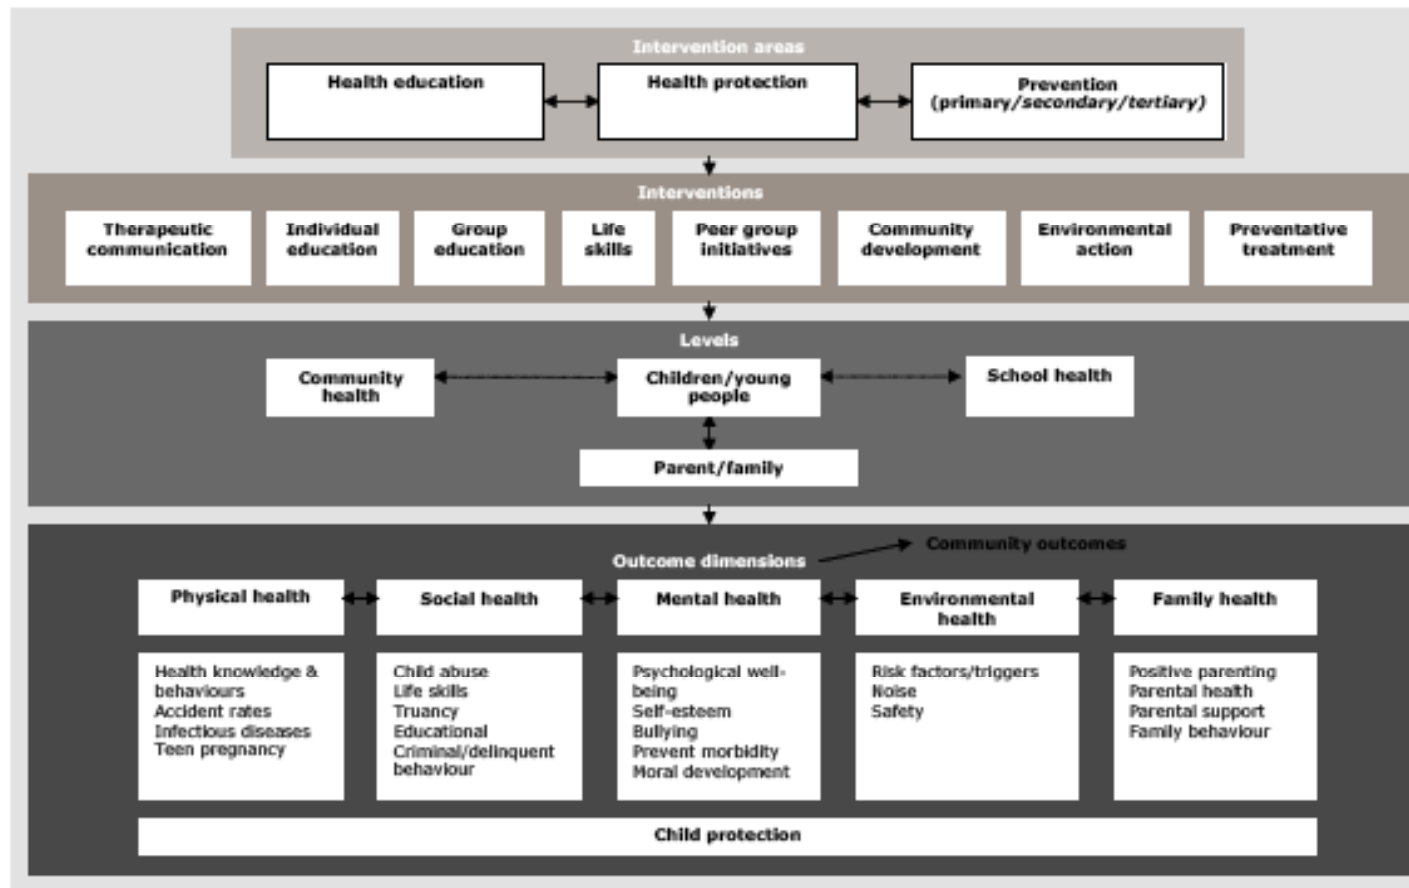 Intervention areas
Health education
Health protection
Prevention
(primary/secondary/tertiary)
Interventions
Therapeutic
communication
Individual
education
Group
education
Life
skills
Peer group
initiatives
Community
development
Environmental
action
Preventative
treatment
Levels
Community
health
Children/young
people
School health
Parent/family
Outcome dimensions
Community outcomes
Physical health
Social health
Mental health
Environmental
health
Family health
Health knowledge &
behaviours
Accident rates
Infectious diseases
Teen pregnancy
Child abuse
Life skills
Truancy
Educational
Criminal/delinquent
behaviour
Psychological well-
being
Self-esteem
Bullying
Prevent morbidity
Moral development
Risk factors/triggers
Noise
Safety
Positive parenting
Parental health
Parental support
Family behaviour
Child protection